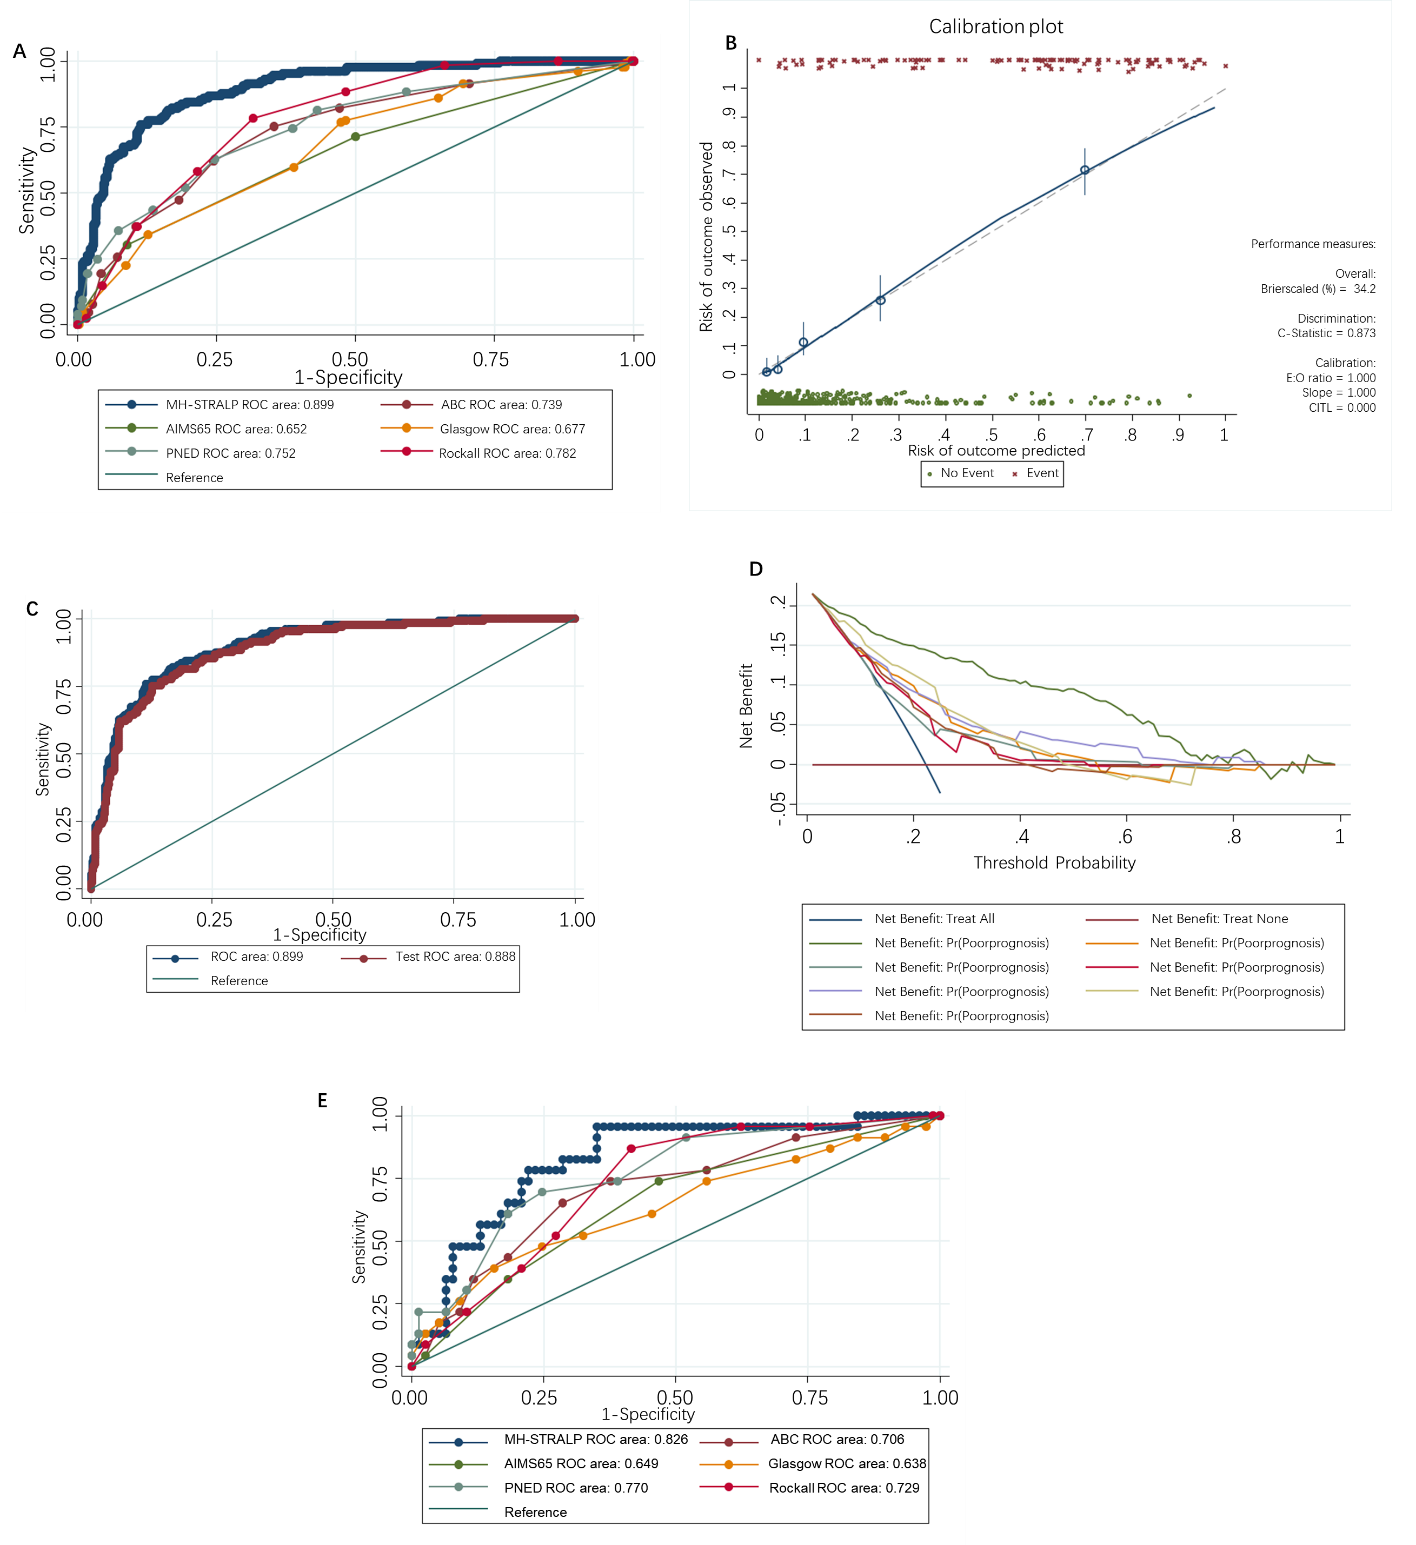 A
1.00
0.75
0.50
0.25
0.00
Sensitivity
0.00 0.25 0.50 0.75 1.00
1-Specificity
MH-STRALP ROC area: 0.899 ABC ROC area: 0.739
AIMS65 ROC area: 0.652 Glasgow ROC area: 0.677
PNED ROC area: 0.752 Rockall ROC area: 0.782
Reference
Calibration plot
B
1
.9
.8
.7
.6
.5
.4
.3
.2
.1
0
Risk of outcome observed
Performance measures:
Overall:
Brierscaled (%) = 34.2
Discrimination:
C-Statistic = 0.873
Calibration:
E:O ratio = 1.000
Slope = 1.000
CITL = 0.000
0 .1 .2 .3 .4 .5 .6 .7 .8 .9 1
Risk of outcome predicted
No Event Event
C
1.00
0.75
0.50
0.25
0.00
Sensitivity
0.00 0.25 0.50 0.75 1.00
1-Specificity
ROC area: 0.899 Test ROC area: 0.888
Reference
D
.2
.15
.1
.05
0
-.05
Net Benefit
0 .2 .4 .6 .8 1
Threshold Probability
Net Benefit: Treat All Net Benefit: Treat None
Net Benefit: Pr(Poorprognosis) Net Benefit: Pr(Poorprognosis)
Net Benefit: Pr(Poorprognosis) Net Benefit: Pr(Poorprognosis)
Net Benefit: Pr(Poorprognosis) Net Benefit: Pr(Poorprognosis)
Net Benefit: Pr(Poorprognosis)
E
1.00
0.75
0.50
0.25
0.00
Sensitivity
0.00 0.25 0.50 0.75 1.00
1-Specificity
MH-STRALP ROC area: 0.826 ABC ROC area: 0.706
AIMS65 ROC area: 0.649 Glasgow ROC area: 0.638
PNED ROC area: 0.770 Rockall ROC area: 0.729
Reference